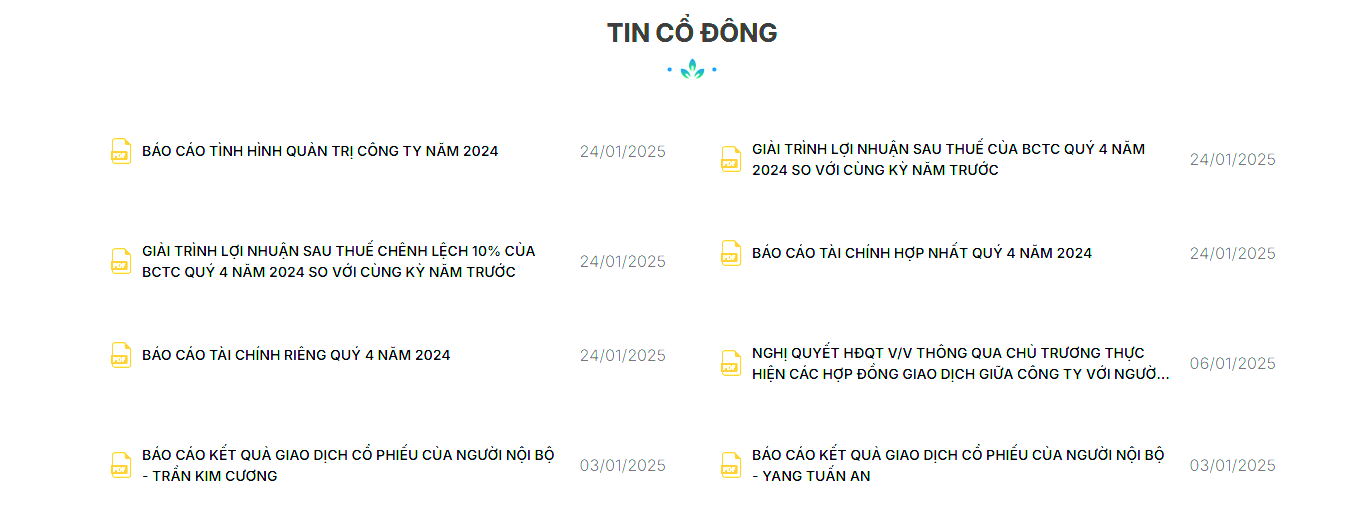 TIN CỔ ĐÔNG
BÁO CÁO TÌNH HÌNH QUẢN TRỊ CÔNG TY NĂM 2024
24/01/2025
GIẢI TRÌNH LỢI NHUẬN SAU THUẾ CỦA BCTC QUÝ 4 NĂM
2024 SO VỚI CÙNG KỲ NĂM TRƯỚC
24/01/2025
GIẢI TRÌNH LỢI NHUẬN SAU THUẾ CHÊNH LỆCH 10% CỦA
BCTC QUÝ 4 NĂM 2024 SO VỚI CÙNG KỲ NĂM TRƯỚC
24/01/2025
BÁO CÁO TÀI CHÍNH HỢP NHẤT QUÝ 4 NĂM 2024
24/01/2025
BÁO CÁO TÀI CHÍNH RIÊNG QUÝ 4 NĂM 2024
24/01/2025
NGHỊ QUYẾT HĐQT V/V THÔNG QUA CHỦ TRƯƠNG THỰC
HIỆN CÁC HỢP ĐỒNG GIAO DỊCH GIỮA CÔNG TY VỚI NGƯỜ...
06/01/2025
BÁO CÁO KẾT QUẢ GIAO DỊCH CỔ PHIẾU CỦA NGƯỜI NỘI BỘ
- TRẦN KIM CƯƠNG
03/01/2025
BÁO CÁO KẾT QUẢ GIAO DỊCH CỔ PHIẾU CỦA NGƯỜI NỘI BỘ
- YANG TUẤN AN
03/01/2025